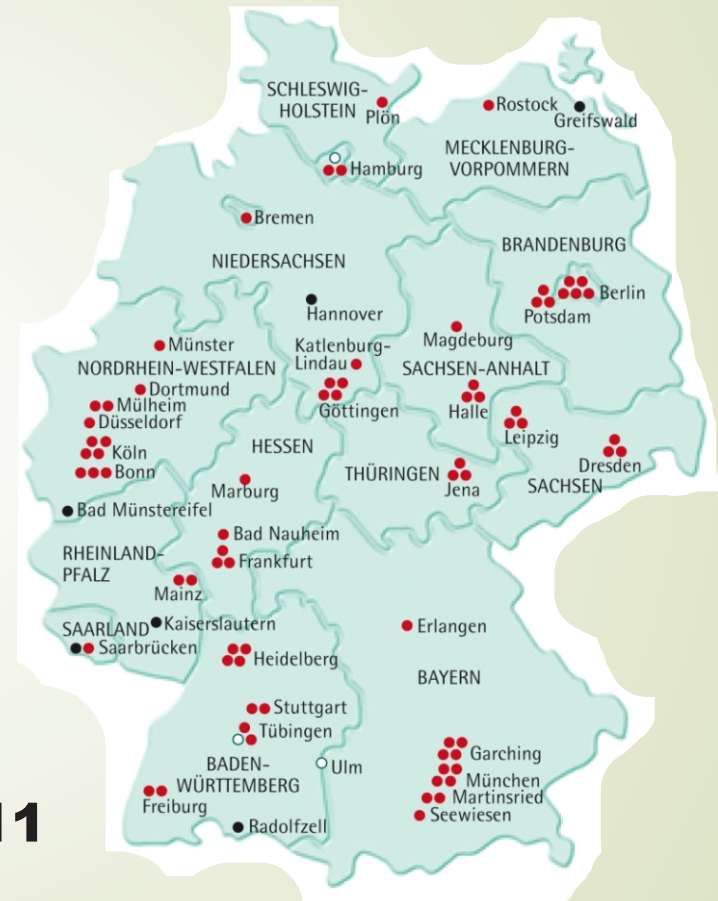 SCHLESWIG-
HOLSTEIN
Plön
Rostock
Greifswald
MECKLENBURG-
VORPOMMERN
Hamburg
Bremen
NIEDERSACHSEN
BRANDENBURG
Berlin
Potsdam
Hannover
Münster
Katlenburg-
Lindau
Magdeburg
NORDRHEIN-WESTFALEN
SACHSEN-ANHALT
Dortmund
Mülheim
Göttingen
Halle
Düsseldorf
Leipzig
Köln
HESSEN
Dresden
Bonn
THÜRINGEN
Jena
SACHSEN
Marburg
Bad Münstereifel
Bad Nauheim
RHEINLAND-
PFALZ
Frankfurt
Mainz
SAARLAND
Kaiserslautern
Saarbrücken
Erlangen
Heidelberg
BAYERN
Stuttgart
Tübingen
Garching
BADEN-
WÜRTTEMBERG
Ulm
München
Freiburg
Martinsried
Seewiesen
Radolfzell
11